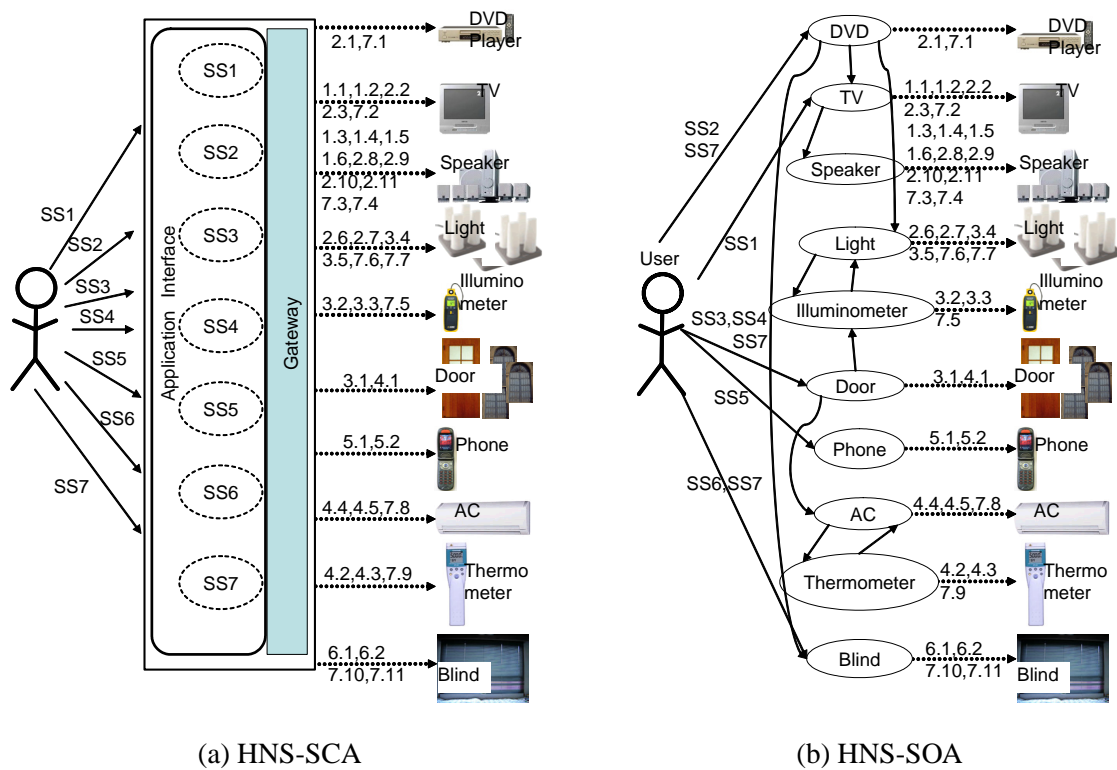 DVD
Player
2.1,7.1
SS1
TV
1.1,1.2,2.2
2.3,7.2
SS2
1.3,1.4,1.5
1.6,2.8,2.9
2.10,2.11
7.3,7.4
Speaker
SS1
SS2
SS3
SS4
SS5
SS6
SS7
Application Interface
Gateway
SS3
Light
2.6,2.7,3.4
3.5,7.6,7.7
Illumino
meter
3.2,3.3,7.5
SS4
Door
3.1,4.1
SS5
Phone
5.1,5.2
SS6
AC
4.4,4.5,7.8
SS7
Thermo
meter
4.2,4.3,7.9
6.1,6.2
7.10,7.11
Blind
(a) HNS-SCA
DVD
2.1,7.1
DVD
Player
TV
1.1,1.2,2.2
2.3,7.2
TV
SS2
SS7
1.3,1.4,1.5
Speaker
1.6,2.8,2.9
2.10,2.11
7.3,7.4
Speaker
SS1
User
Light
2.6,2.7,3.4
3.5,7.6,7.7
Light
Illuminometer
3.2,3.3
7.5
Illumino
meter
SS3,SS4
SS7
Door
3.1,4.1
Door
SS5
Phone
5.1,5.2
Phone
SS6,SS7
AC
4.4,4.5,7.8
AC
Thermometer
4.2,4.3
7.9
Thermo
meter
Blind
6.1,6.2
7.10,7.11
Blind
(b) HNS-SOA